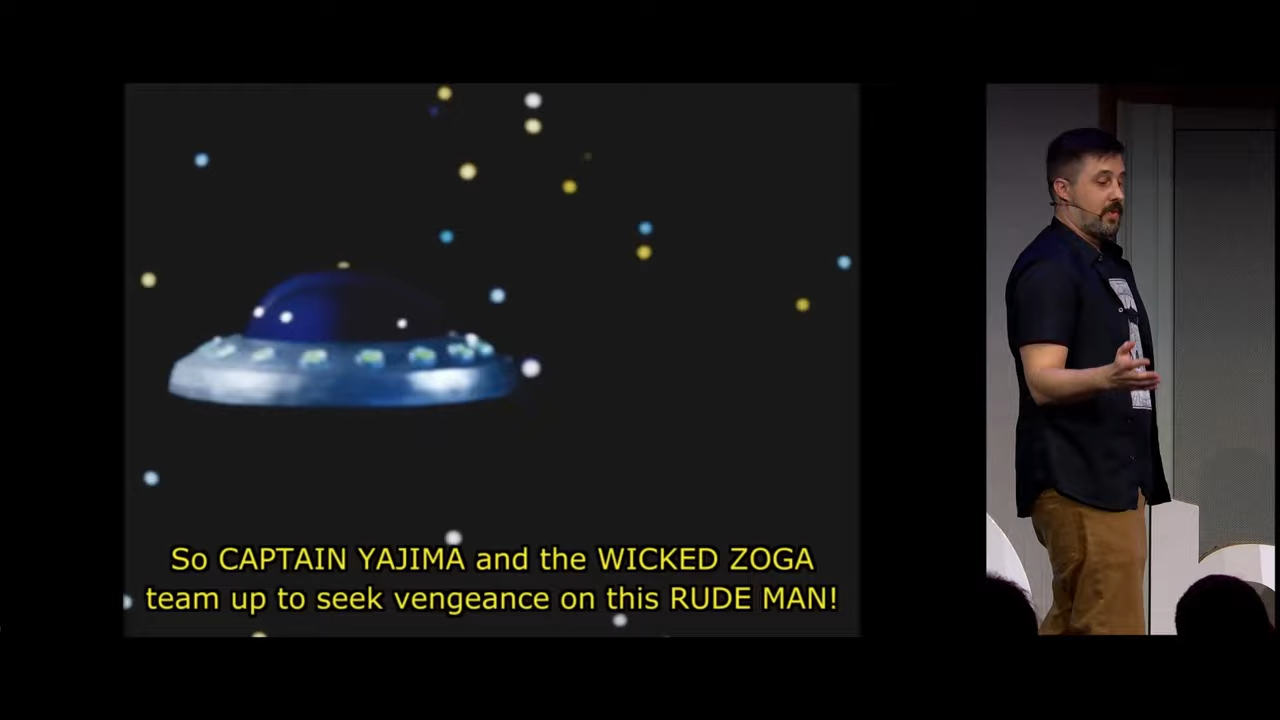 So CAPTAIN YAJIMA and the WICKED ZOGA
team up to seek vengeance on this RUDE MAN!